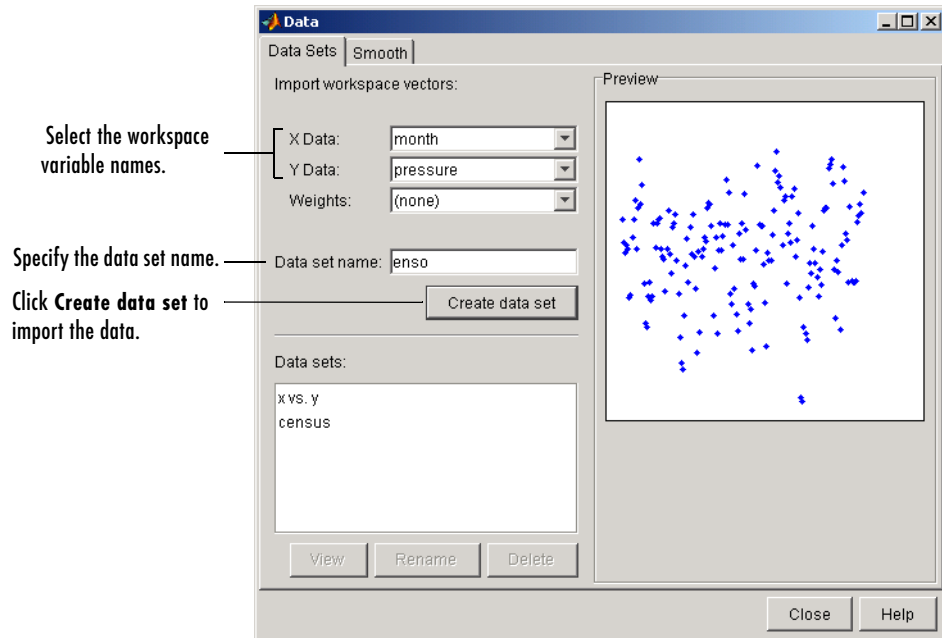 Data
Data Sets
Smooth
Import workspace vectors:
Preview
Select the workspace
variable names.
X Data:
month
Y Data:
pressure
Weights:
(none)
Specify the data set name.
Data set name:
enso
Click Create data set to
import the data.
Create data set
Data sets:
x vs. y
census
View
Rename
Delete
Close
Help